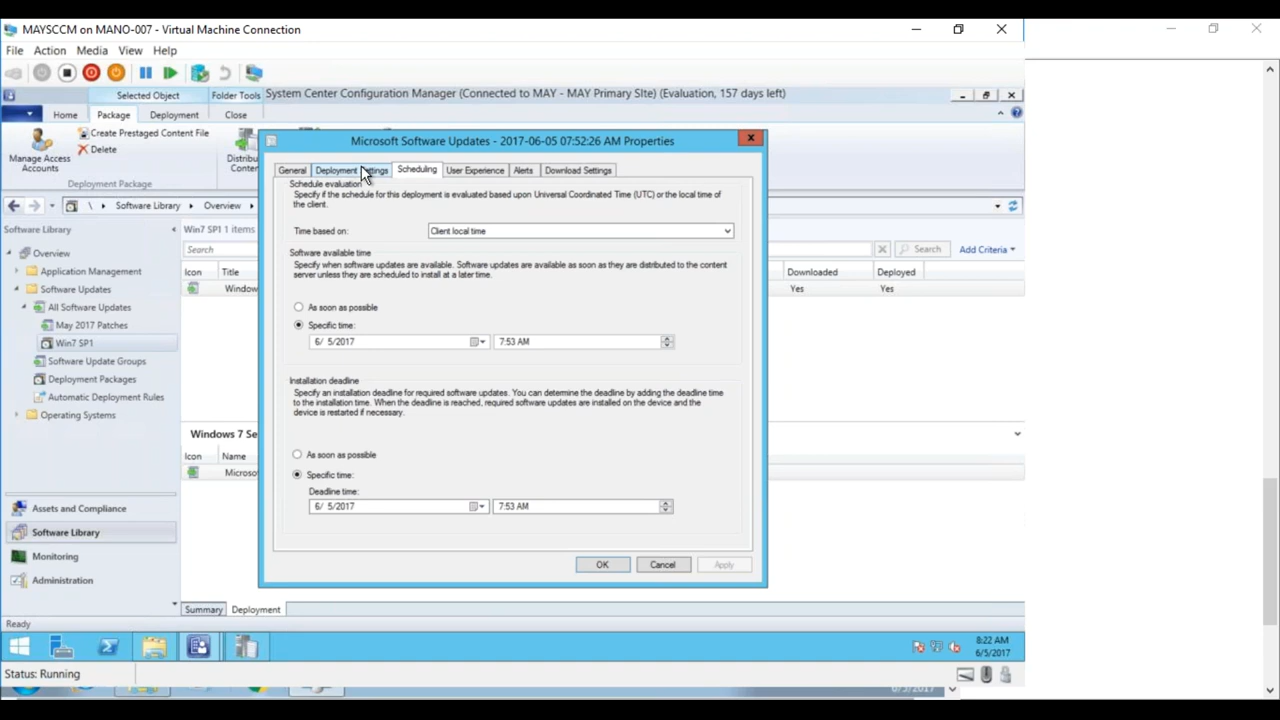 MAYSCCM on MANO-007 - Virtual Machine Connection
File Action Media View Help
Selected Object Folder Tools System Center Configuration Manager (Connected to MAY - MAY Primary SIte) (Evaluation, 157 days left)
Home Package Deployment Close
Create Prestaged Content File
Delete
Manage Access
Accounts
Distribu
Conter
Deployment Package
Microsoft Software Updates - 2017-06-05 07:52:26 AM Properties
General Deployment Scheduling User Experience Alerts Download Settings
Schedule evaluation
Specify if the schedule for this deployment is evaluated based upon Universal Coordinated Time (UTC) or the local time of
the client.
Time based on: Client local time
Software available time
Specify when software updates are available. Software updates are available as soon as they are distributed to the content
server unless they are scheduled to install at a later time.
As soon as possible
Specific time:
6/ 5/2017 7:53 AM
Installation deadline
Specify an installation deadline for required software updates. You can determine the deadline by adding the deadline time
to the installation time. When the deadline is reached, required software updates are installed on the device and the
device is restarted if necessary.
As soon as possible
Specific time:
Deadline time:
6/ 5/2017 7:53 AM
OK Cancel Apply
\ Software Library Overview
Software Library
Overview
Application Management
Software Updates
All Software Updates
May 2017 Patches
Win7 SP1
Software Update Groups
Deployment Packages
Automatic Deployment Rules
Operating Systems
Assets and Compliance
Software Library
Monitoring
Administration
Win7 SP1 1 items
Search Search Add Criteria
Icon Title Downloaded Deployed
Window Yes Yes
Windows 7 Se
Icon Name
Microsof
Summary Deployment
Ready
8:22 AM
6/5/2017
Status: Running